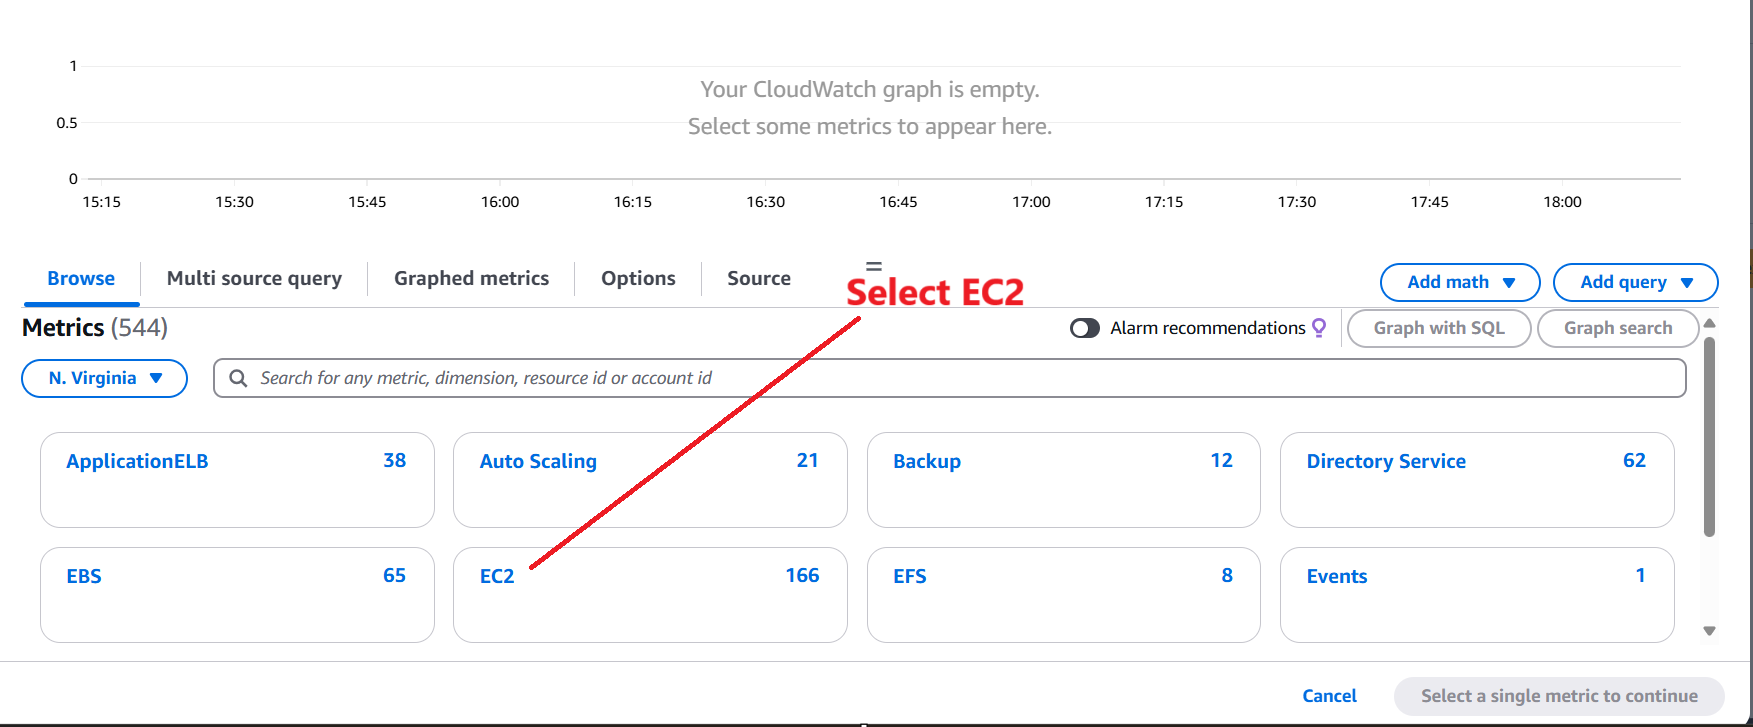 1
Your CloudWatch graph is empty.
0.5
Select some metrics to appear here.
0
15:15 15:30 15:45 16:00 16:15 16:30 16:45 17:00 17:15 17:30 17:45 18:00
Browse Multi source query Graphed metrics Options Source Add math Add query
Select EC2
Metrics (544) Alarm recommendations Graph with SQL Graph search
N. Virginia Search for any metric, dimension, resource id or account id
ApplicationELB 38 Auto Scaling 21 Backup 12 Directory Service 62
EBS 65 EC2 166 EFS 8 Events 1
Cancel Select a single metric to continue